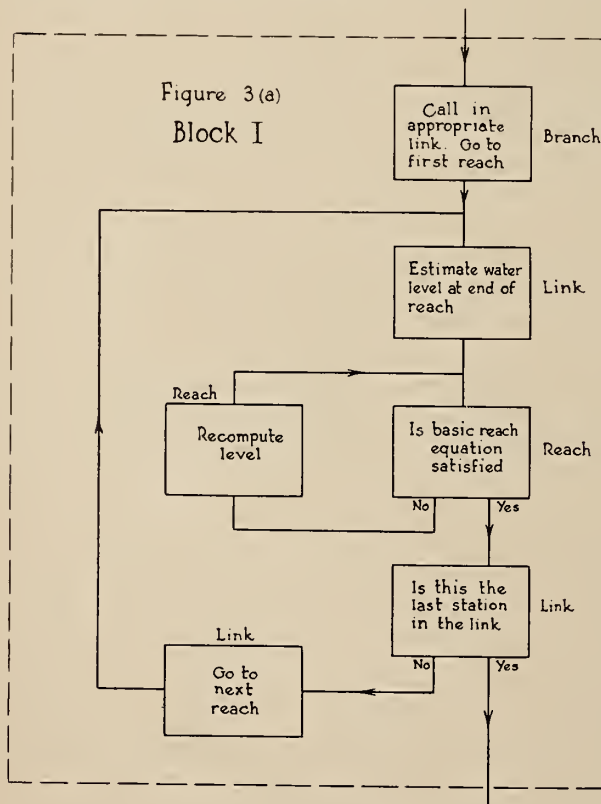 Figure 3(a)
Block I
Call in
appropriate
link. Go to
first reach
Branch
Estimate water
level at end of
reach
Link
Reach
Recompute
level
Is basic reach
equation
satisfied
Reach
No
Yes
Is this the
last station
in the link
Link
No
Yes
Link
Go to
next
reach